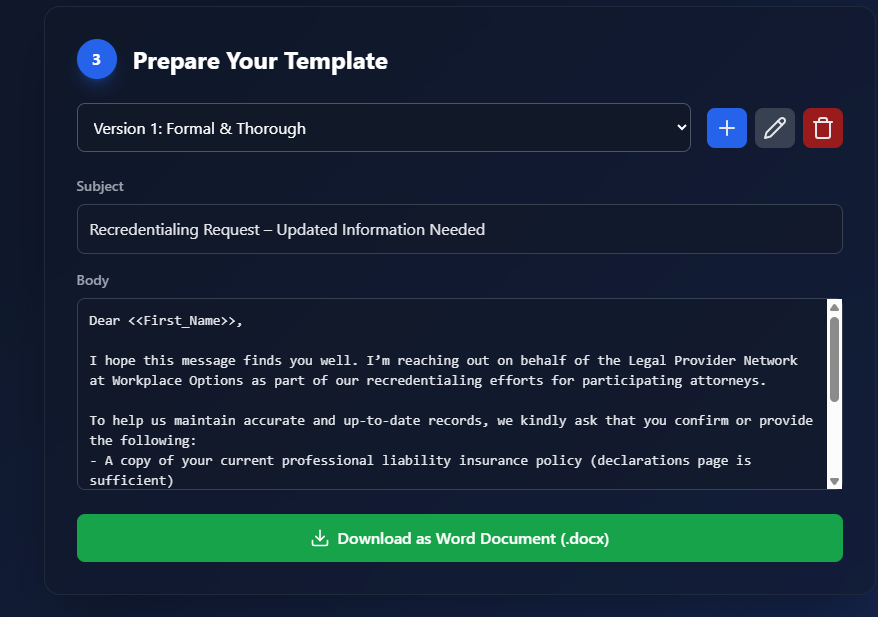 3
Prepare Your Template
Version 1: Formal & Thorough
Subject
Recredentialing Request – Updated Information Needed
Body
Dear <<First_Name>>,
I hope this message finds you well. I’m reaching out on behalf of the Legal Provider Network
at Workplace Options as part of our recredentialing efforts for participating attorneys.
To help us maintain accurate and up-to-date records, we kindly ask that you confirm or provide
the following:
- A copy of your current professional liability insurance policy (declarations page is
sufficient)
Download as Word Document (.docx)